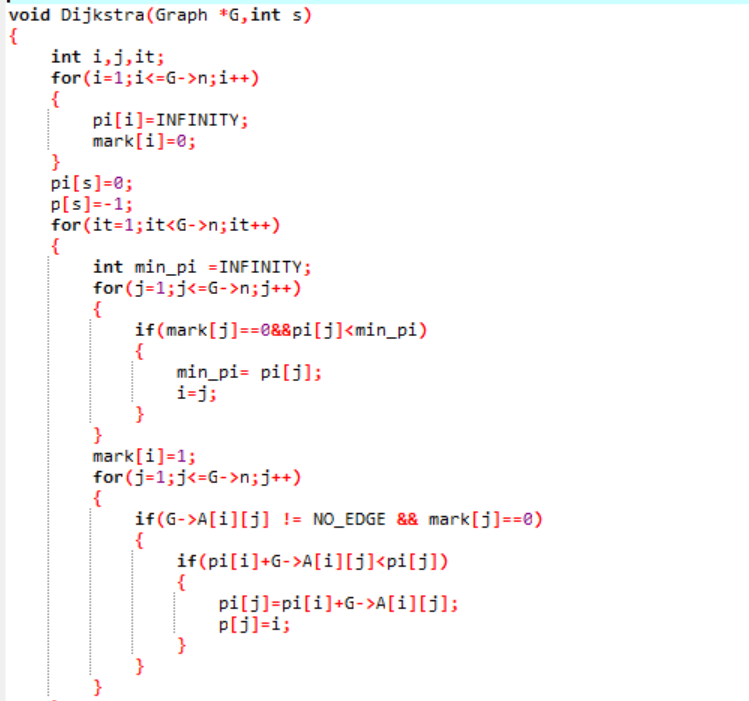 void Dijkstra(Graph *G,int s)
{
    int i,j,it;
    for(i=1;i<=G->n;i++)
    {
        pi[i]=INFINITY;
        mark[i]=0;
    }
    pi[s]=0;
    p[s]=-1;
    for(it=1;it<G->n;it++)
    {
        int min_pi =INFINITY;
        for(j=1;j<=G->n;j++)
        {
            if(mark[j]==0&&pi[j]<min_pi)
            {
                min_pi= pi[j];
                i=j;
            }
        }
        mark[i]=1;
        for(j=1;j<=G->n;j++)
        {
            if(G->A[i][j] != NO_EDGE && mark[j]==0)
            {
                if(pi[i]+G->A[i][j]<pi[j])
                {
                    pi[j]=pi[i]+G->A[i][j];
                    p[j]=i;
                }
            }
        }